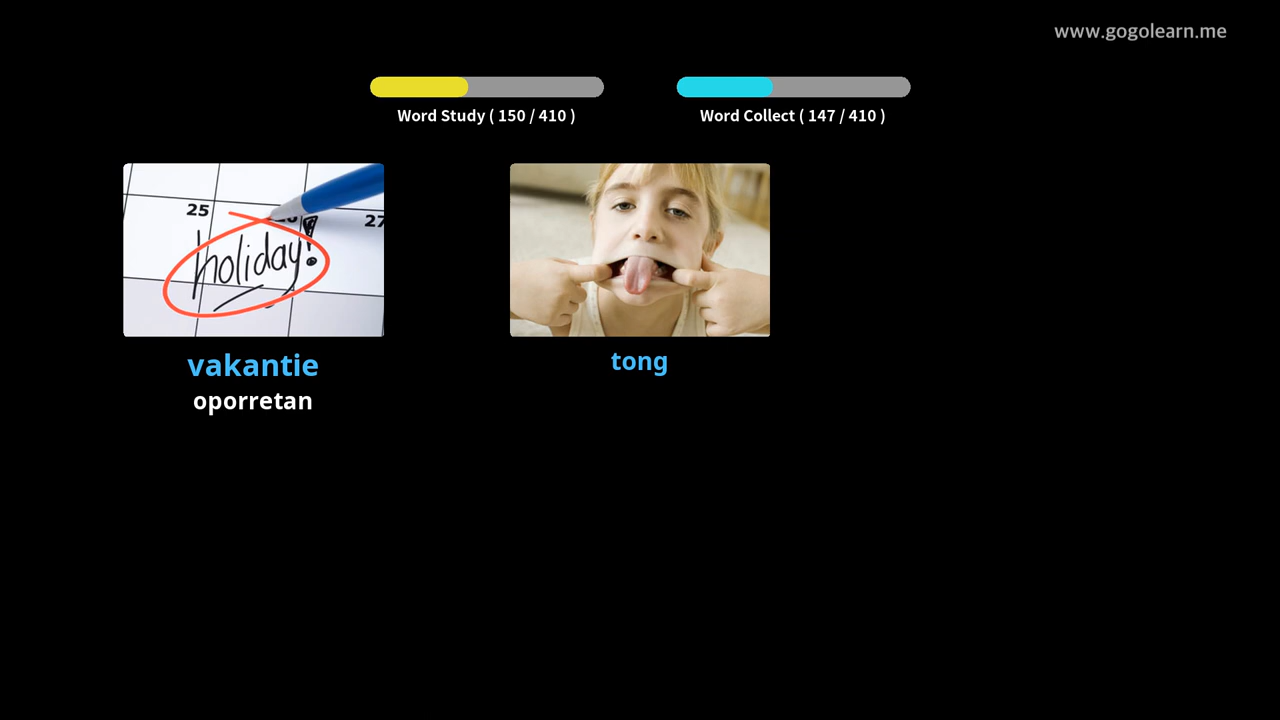 www.gogolearn.me
Word Study ( 150 / 410 )
Word Collect ( 147 / 410 )
25
27
holiday!
vakantie
tong
oporretan